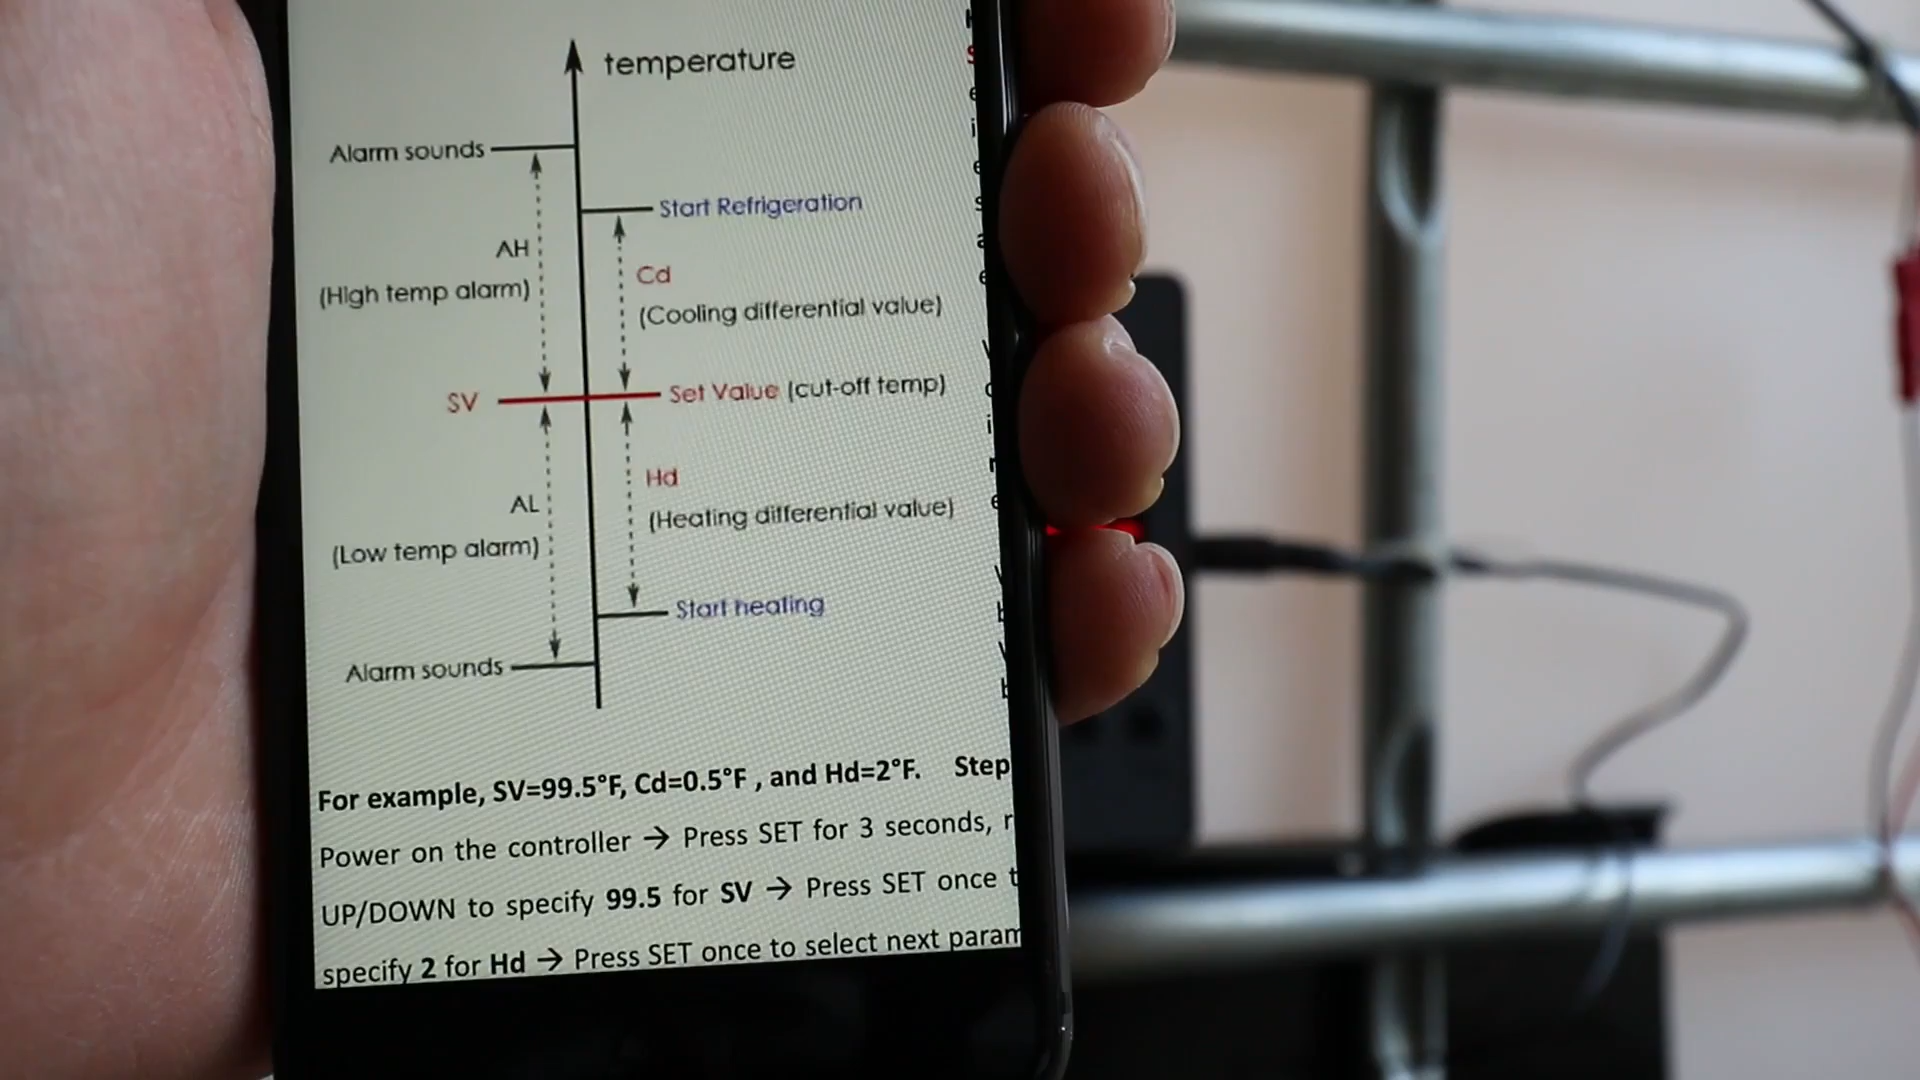 temperature
Alarm sounds
Start Refrigeration
AH
Cd
(High temp alarm)
(Cooling differential value)
SV
Set Value (cut-off temp)
Hd
AL
(Heating differential value)
(Low temp alarm)
Start heating
Alarm sounds
For example, SV=99.5°F, Cd=0.5°F , and Hd=2°F. Step
Power on the controller → Press SET for 3 seconds, r
UP/DOWN to specify 99.5 for SV → Press SET once t
specify 2 for Hd → Press SET once to select next param